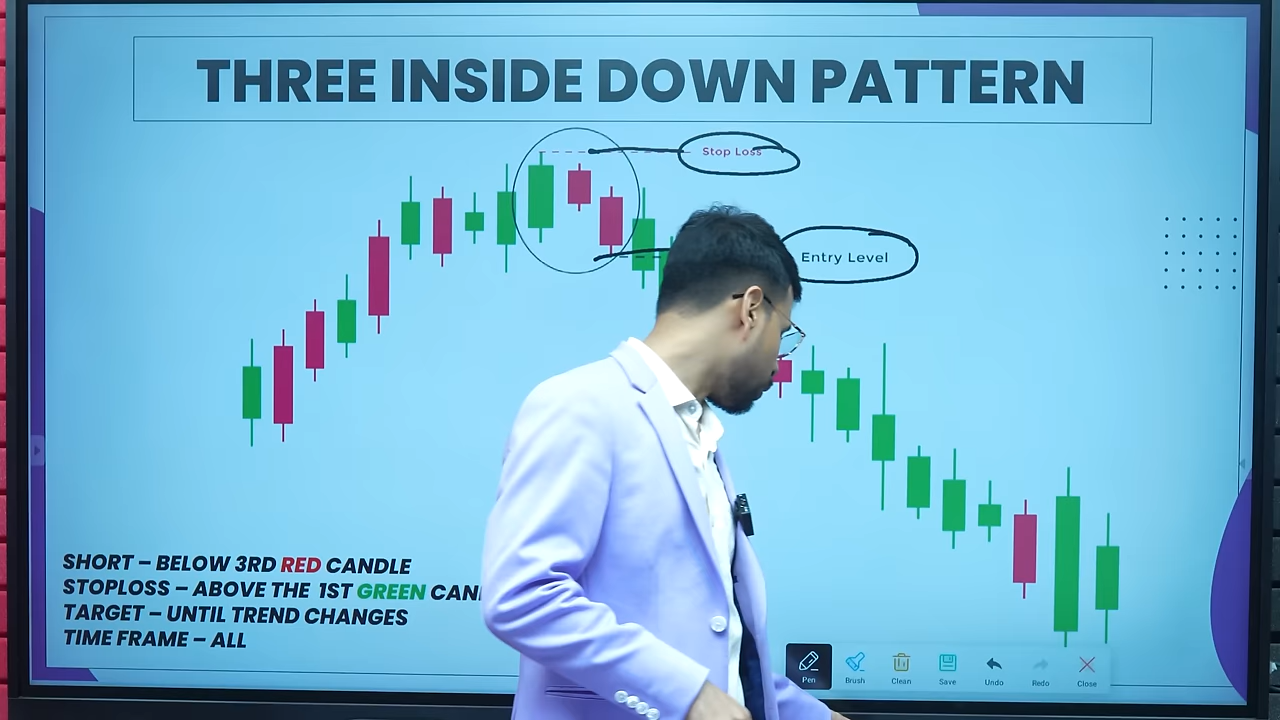 THREE INSIDE DOWN PATTERN
Stop Loss
Entry Level
SHORT – BELOW 3RD RED CANDLE
STOPLOSS – ABOVE THE 1ST GREEN
TARGET – UNTIL TREND CHANGES
TIME FRAME – ALL
Pen Brush Clean Save Undo Redo Close